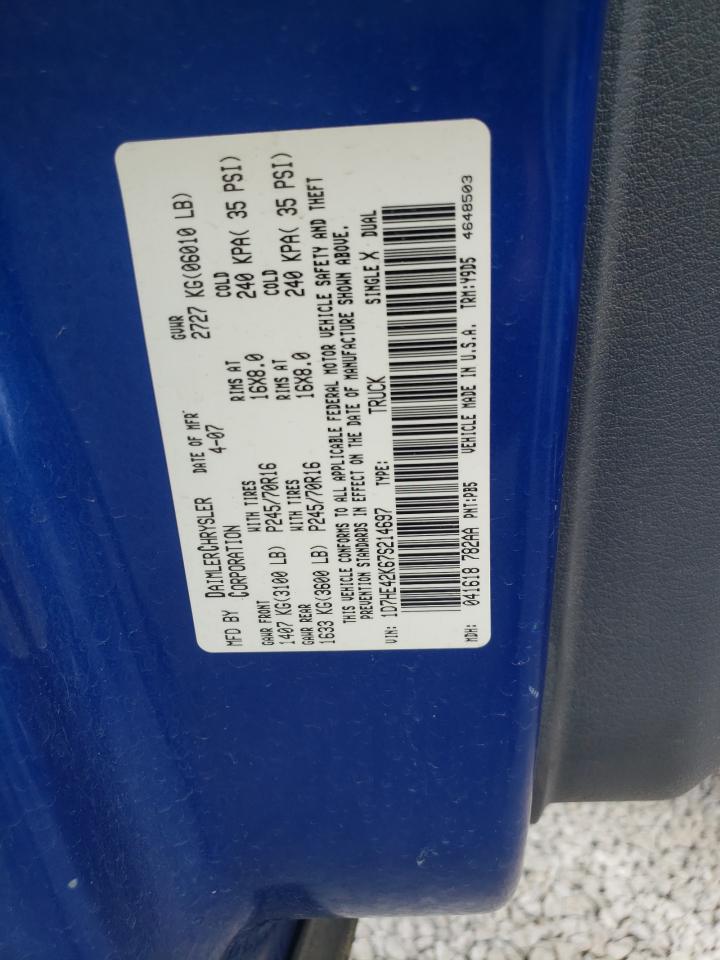 MFD BY DAIMLERCHRYSLER CORPORATION DATE OF MFR 4-07 GVWR 2727 KG(06010 LB)
GAWR FRONT WITH TIRES RIMS AT COLD
1407 KG(3100 LB) P245/70R16 16X8.0 240 KPA( 35 PSI)
GAWR REAR WITH TIRES RIMS AT COLD
1633 KG(3600 LB) P245/70R16 16X8.0 240 KPA( 35 PSI)
THIS VEHICLE CONFORMS TO ALL APPLICABLE FEDERAL MOTOR VEHICLE SAFETY AND THEFT
PREVENTION STANDARDS IN EFFECT ON THE DATE OF MANUFACTURE SHOWN ABOVE.
VIN: 1D7HE42K67S214697 TYPE: TRUCK SINGLE X DUAL
MDH: 041618 782AA PNT:PB5 VEHICLE MADE IN U.S.A. TRM:Y9D5 4648503